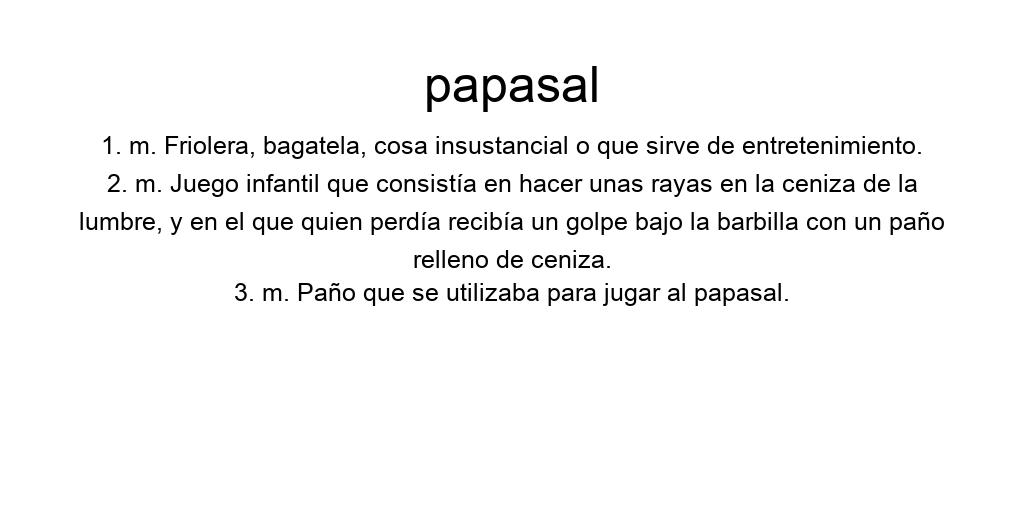 papasal
1. m. Friolera, bagatela, cosa insustancial o que sirve de entretenimiento.
2. m. Juego infantil que consistía en hacer unas rayas en la ceniza de la
lumbre, y en el que quien perdía recibía un golpe bajo la barbilla con un paño
relleno de ceniza.
3. m. Paño que se utilizaba para jugar al papasal.